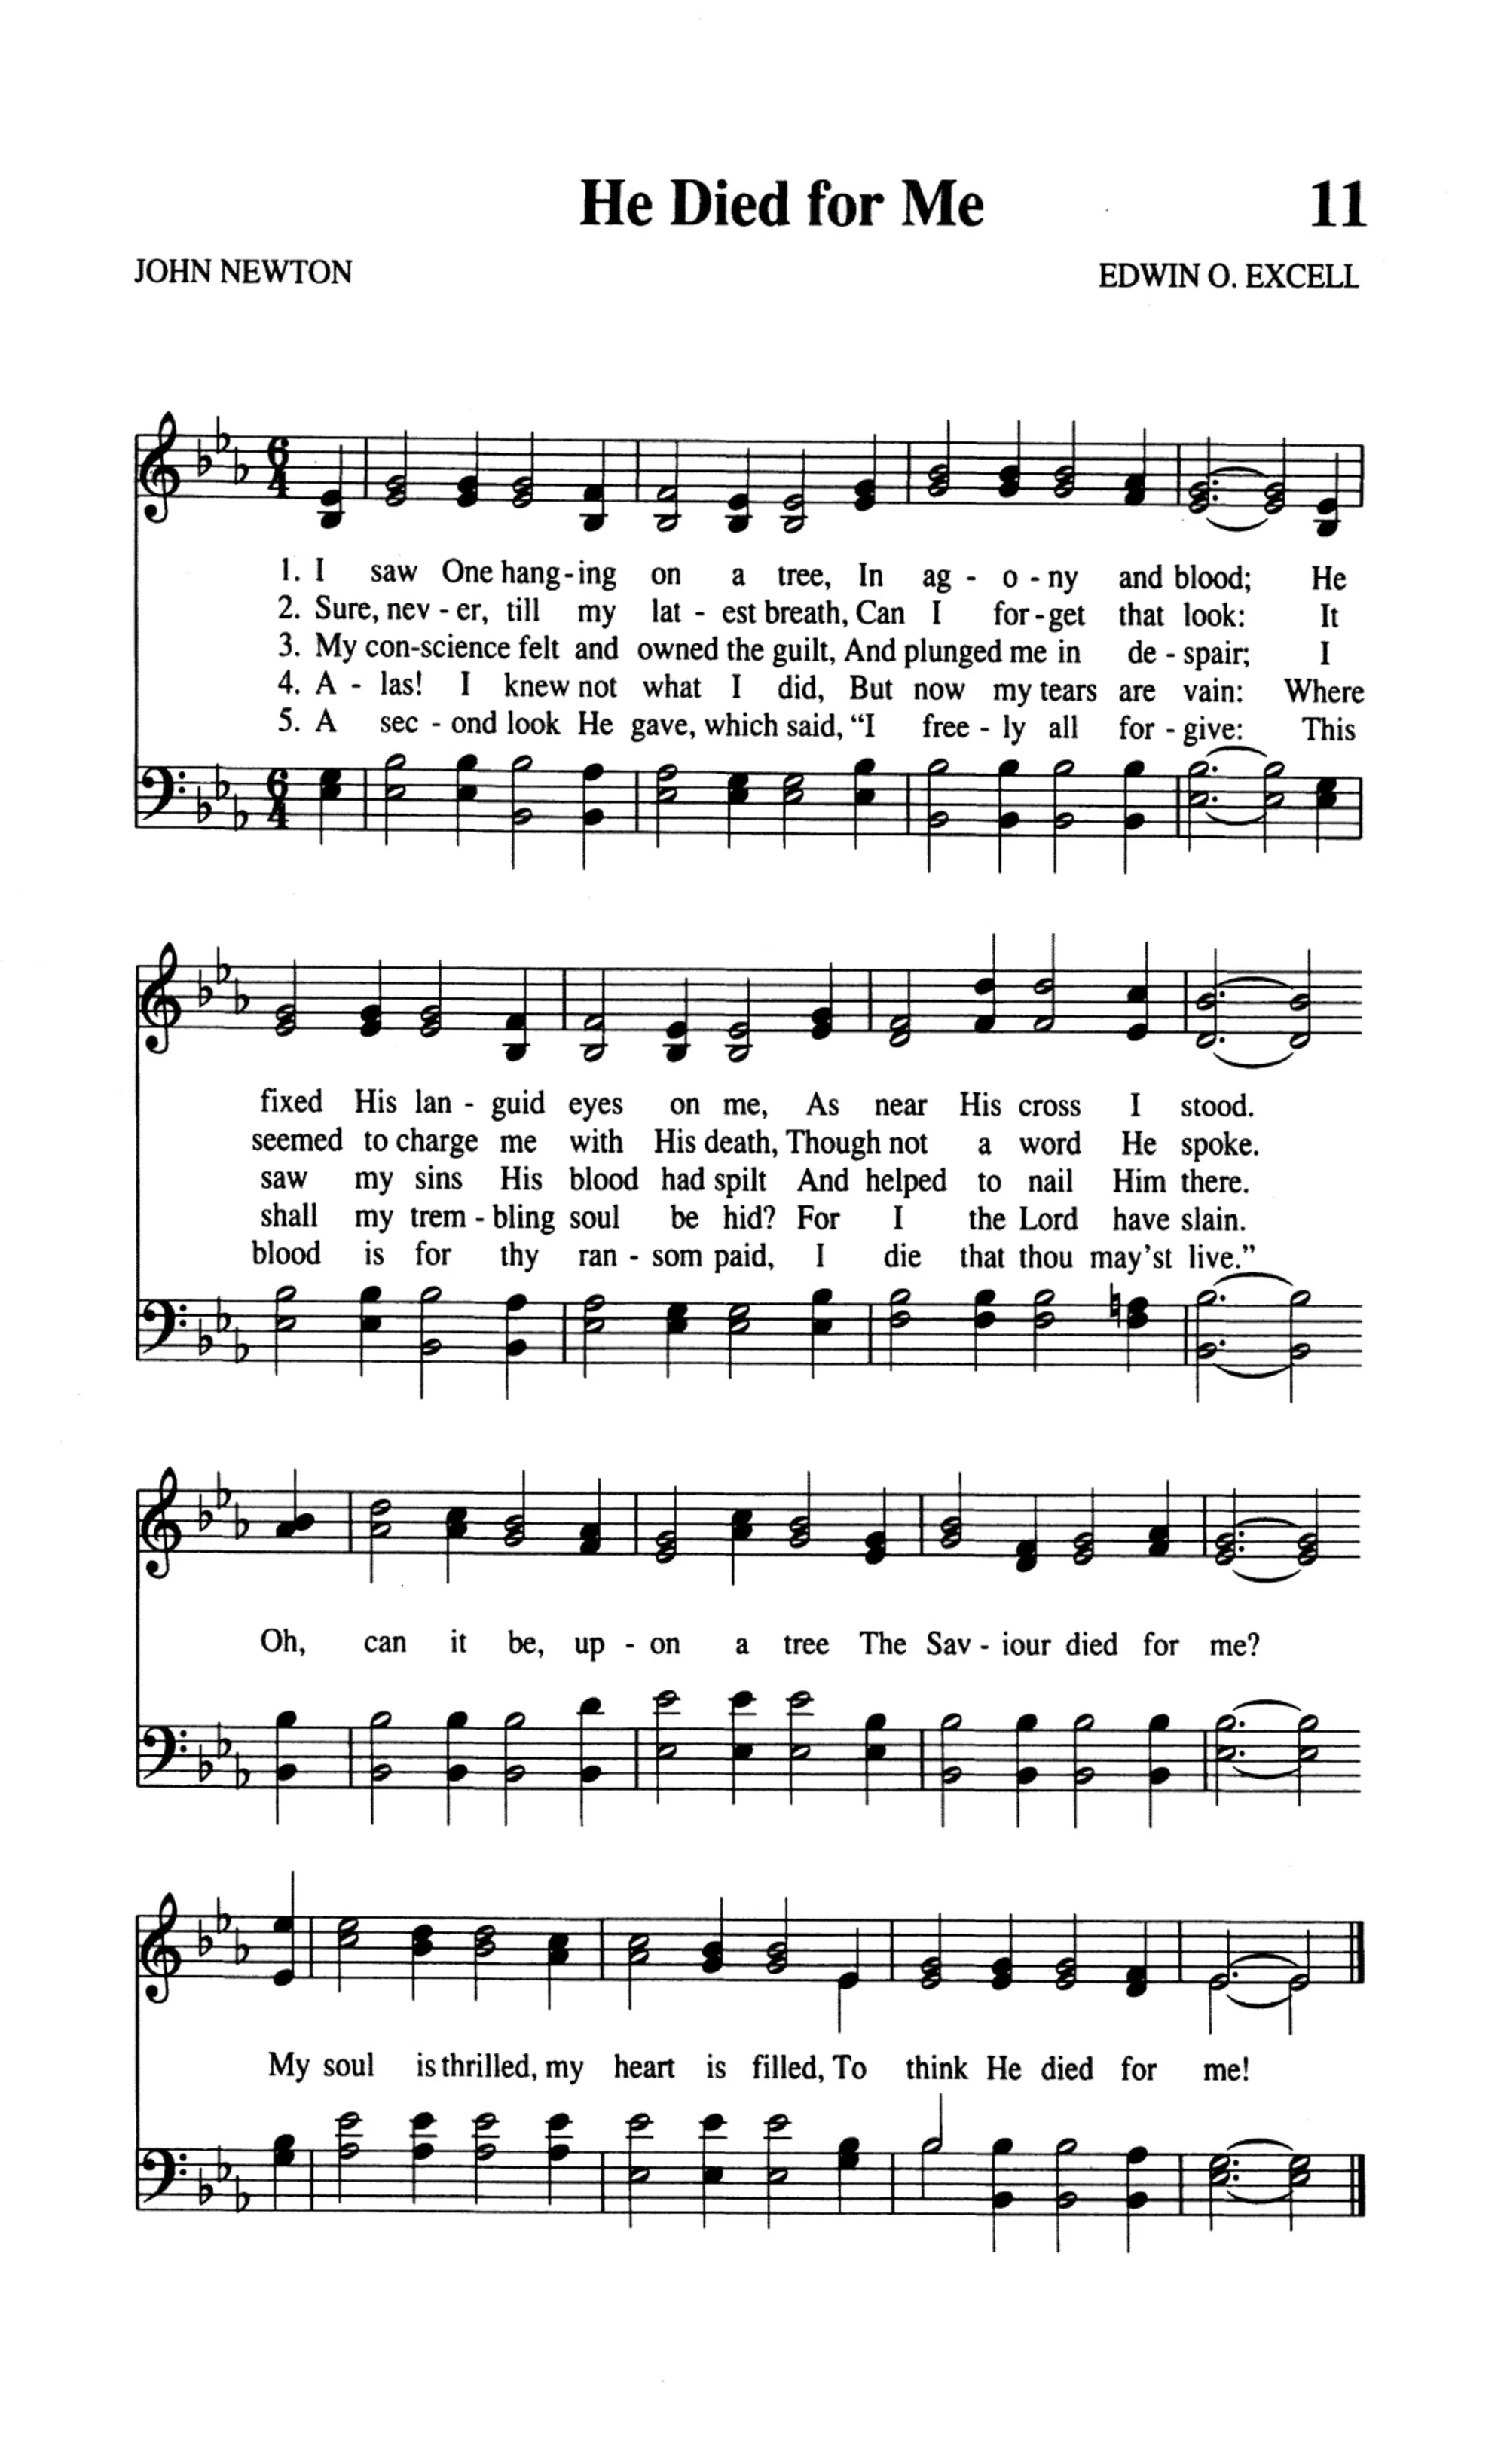 He Died for Me 11
JOHN NEWTON EDWIN O. EXCELL
6 4
1. I saw One hang-ing on a tree, In ag - o - ny and blood; He
2. Sure, nev - er, till my lat - est breath, Can I for-get that look: It
3. My con-science felt and owned the guilt, And plunged me in de - spair; I
4. A - las! I knew not what I did, But now my tears are vain: Where
5. A sec - ond look He gave, which said, “I free - ly all for - give: This
6 4
fixed His lan - guid eyes on me, As near His cross I stood.
seemed to charge me with His death, Though not a word He spoke.
saw my sins His blood had spilt And helped to nail Him there.
shall my trem - bling soul be hid? For I the Lord have slain.
blood is for thy ran - som paid, I die that thou may’st live.”
Oh, can it be, up - on a tree The Sav - iour died for me?
My soul is thrilled, my heart is filled, To think He died for me!